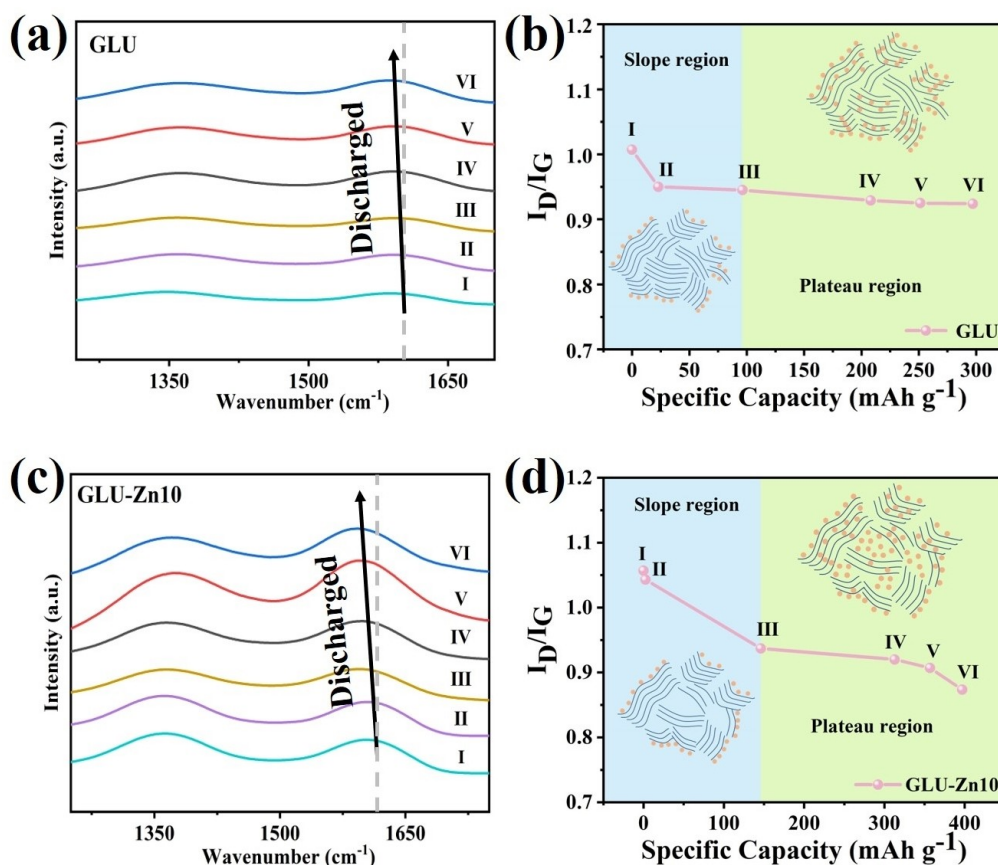 (a)
GLU
VI
V
IV
III
II
I
Discharged
Intensity (a.u.)
1350
1500
1650
Wavenumber (cm⁻¹)
(b)
Slope region
I
II
III
IV
V
VI
Plateau region
GLU
1.2
1.1
1.0
0.9
0.8
0.7
I_D/I_G
0
50
100
150
200
250
300
Specific Capacity (mAh g⁻¹)
(c)
GLU-Zn10
VI
V
IV
III
II
I
Discharged
Intensity (a.u.)
1350
1500
1650
Wavenumber (cm⁻¹)
(d)
Slope region
I
II
III
IV
V
VI
Plateau region
GLU-Zn10
1.2
1.1
1.0
0.9
0.8
0.7
I_D/I_G
0
100
200
300
400
Specific Capacity (mAh g⁻¹)